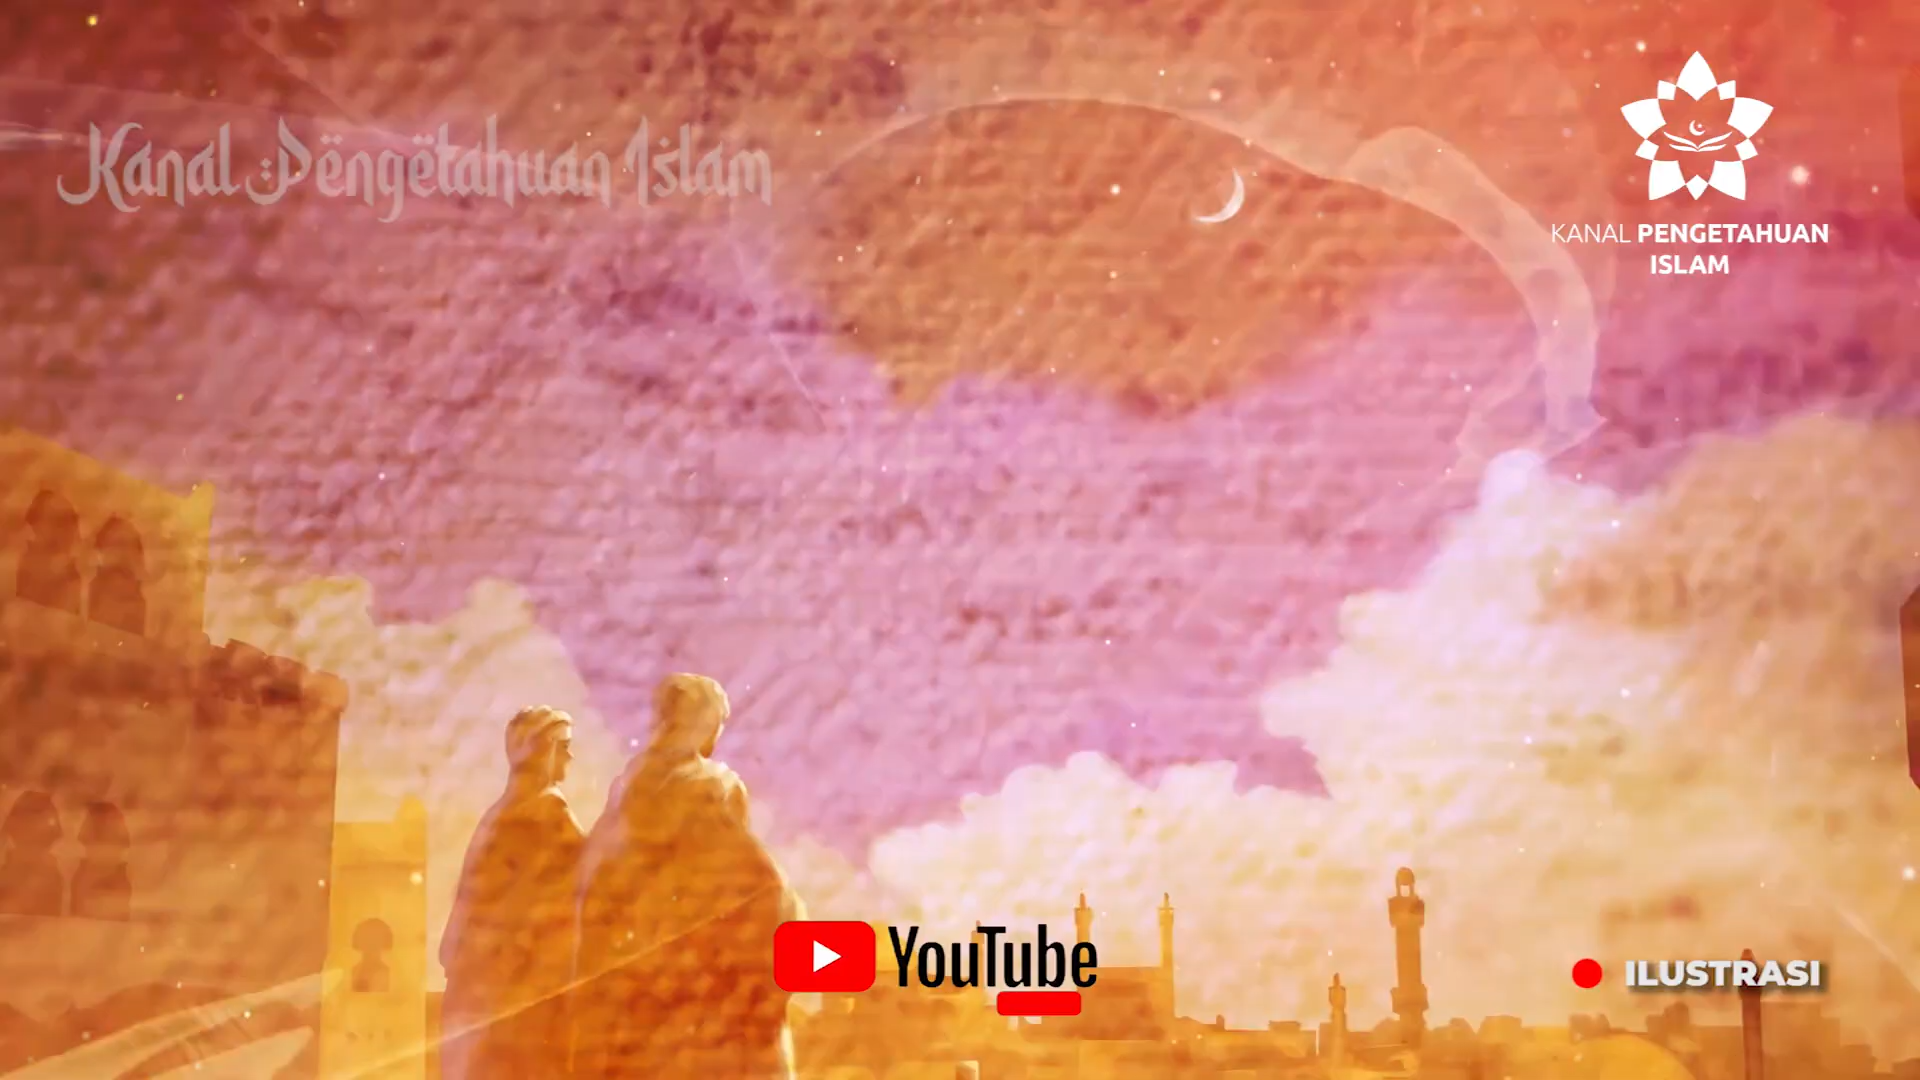 Kanal Pengetahuan Islam
KANAL PENGETAHUAN
ISLAM
YouTube
ILUSTRASI